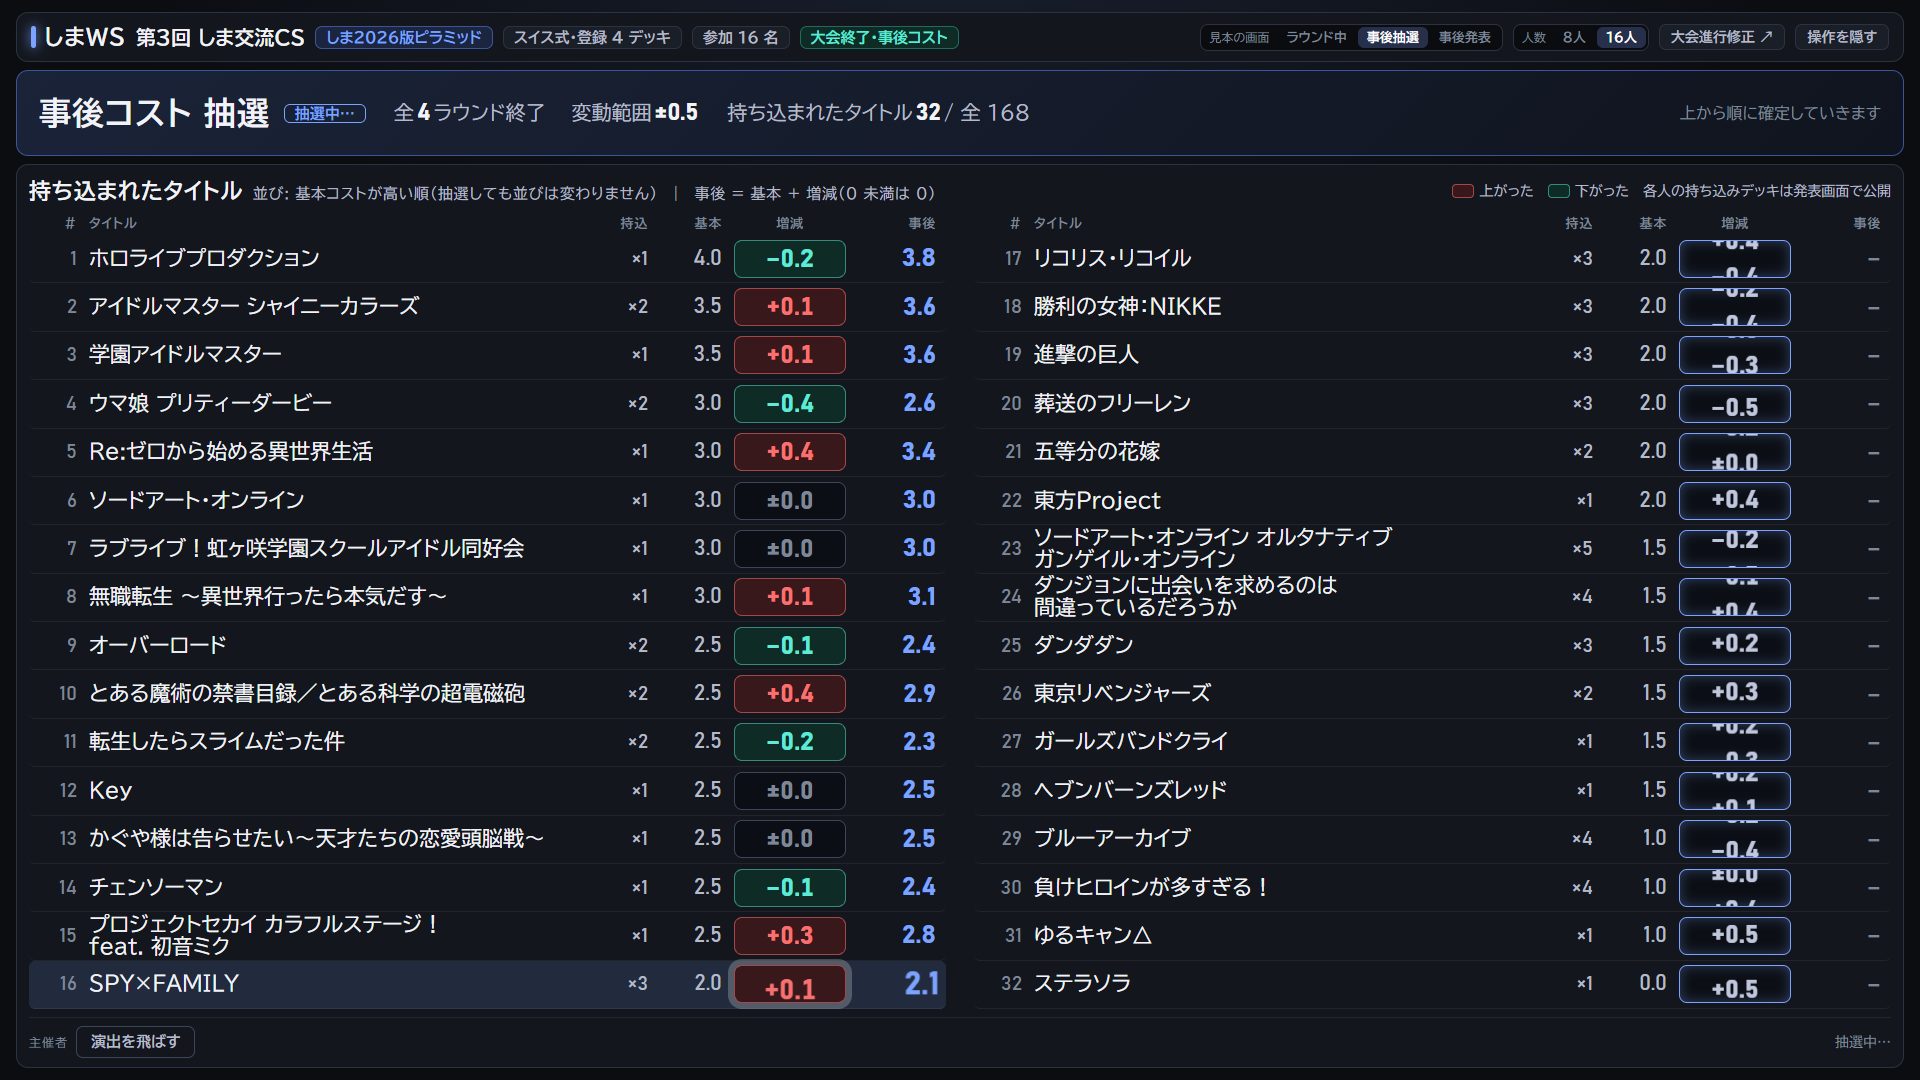 しまWS 第3回 しま交流CS しま2026版ピラミッド スイス式・登録 4 デッキ 参加 16 名 大会終了・事後コスト 見本の画面 ラウンド中 事後抽選 事後発表 人数 8人 16人 大会進行修正 ↗ 操作を隠す
事後コスト 抽選 抽選中… 全 4 ラウンド終了 変動範囲 ±0.5 持ち込まれたタイトル 32 / 全 168 上から順に確定していきます
持ち込まれたタイトル 並び: 基本コストが高い順（抽選しても並びは変わりません） | 事後 = 基本 + 増減（0 未満は 0） 上がった 下がった 各人の持ち込みデッキは発表画面で公開
# タイトル 持込 基本 増減 事後
1 ホロライブプロダクション ×1 4.0 −0.2 3.8
2 アイドルマスター シャイニーカラーズ ×2 3.5 +0.1 3.6
3 学園アイドルマスター ×1 3.5 +0.1 3.6
4 ウマ娘 プリティーダービー ×2 3.0 −0.4 2.6
5 Re:ゼロから始める異世界生活 ×1 3.0 +0.4 3.4
6 ソードアート・オンライン ×1 3.0 ±0.0 3.0
7 ラブライブ！虹ヶ咲学園スクールアイドル同好会 ×1 3.0 ±0.0 3.0
8 無職転生 ～異世界行ったら本気だす～ ×1 3.0 +0.1 3.1
9 オーバーロード ×2 2.5 −0.1 2.4
10 とある魔術の禁書目録／とある科学の超電磁砲 ×2 2.5 +0.4 2.9
11 転生したらスライムだった件 ×2 2.5 −0.2 2.3
12 Key ×1 2.5 ±0.0 2.5
13 かぐや様は告らせたい～天才たちの恋愛頭脳戦～ ×1 2.5 ±0.0 2.5
14 チェンソーマン ×1 2.5 −0.1 2.4
15 プロジェクトセカイ カラフルステージ！
feat. 初音ミク ×1 2.5 +0.3 2.8
16 SPY×FAMILY ×3 2.0 +0.1 2.1
# タイトル 持込 基本 増減 事後
17 リコリス・リコイル ×3 2.0 –
18 勝利の女神：NIKKE ×3 2.0 –
19 進撃の巨人 ×3 2.0 −0.3 –
20 葬送のフリーレン ×3 2.0 −0.5 –
21 五等分の花嫁 ×2 2.0 ±0.0 –
22 東方Project ×1 2.0 +0.4 –
23 ソードアート・オンライン オルタナティブ
ガンゲイル・オンライン ×5 1.5 −0.2 –
24 ダンジョンに出会いを求めるのは
間違っているだろうか ×4 1.5 +0.4 –
25 ダンダダン ×3 1.5 +0.2 –
26 東京リベンジャーズ ×2 1.5 +0.3 –
27 ガールズバンドクライ ×1 1.5 –
28 ヘブンバーンズレッド ×1 1.5 –
29 ブルーアーカイブ ×4 1.0 −0.4 –
30 負けヒロインが多すぎる！ ×4 1.0 ±0.0 –
31 ゆるキャン△ ×1 1.0 +0.5 –
32 ステラソラ ×1 0.0 +0.5 –
主催者 演出を飛ばす 抽選中…